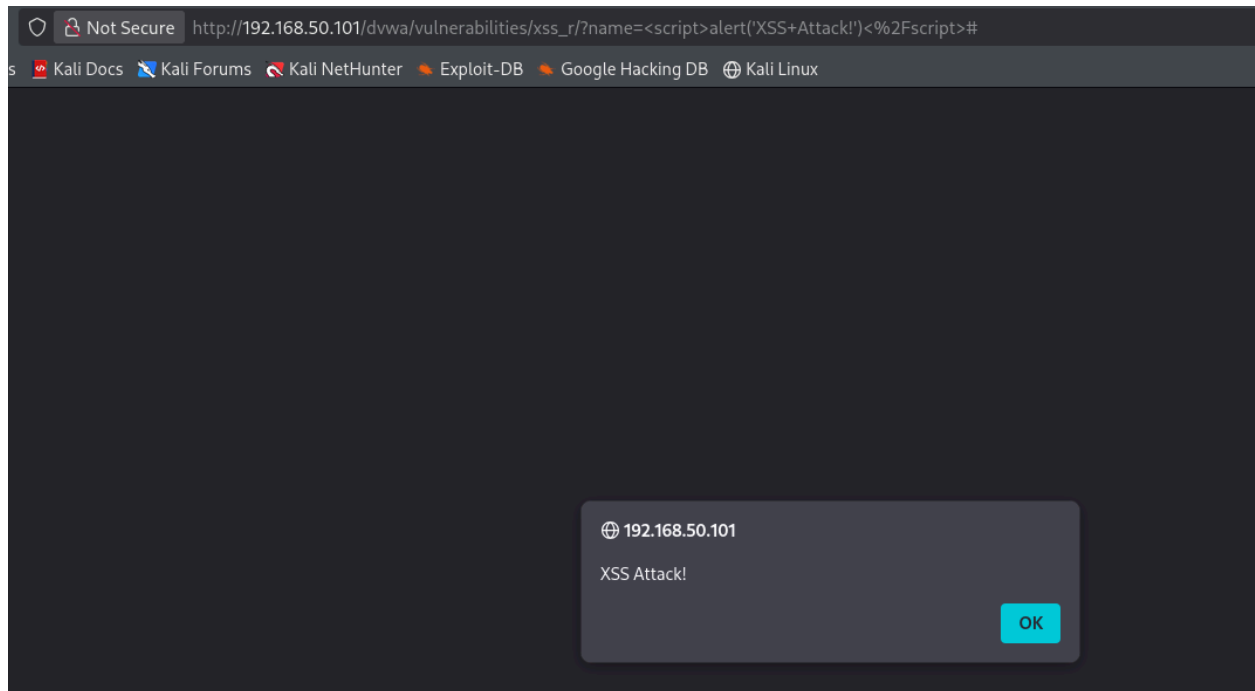 Not Secure http://192.168.50.101/dvwa/vulnerabilities/xss_r/?name=<script>alert('XSS+Attack!')<%2Fscript>#
s Kali Docs Kali Forums Kali NetHunter Exploit-DB Google Hacking DB Kali Linux
192.168.50.101
XSS Attack!
OK